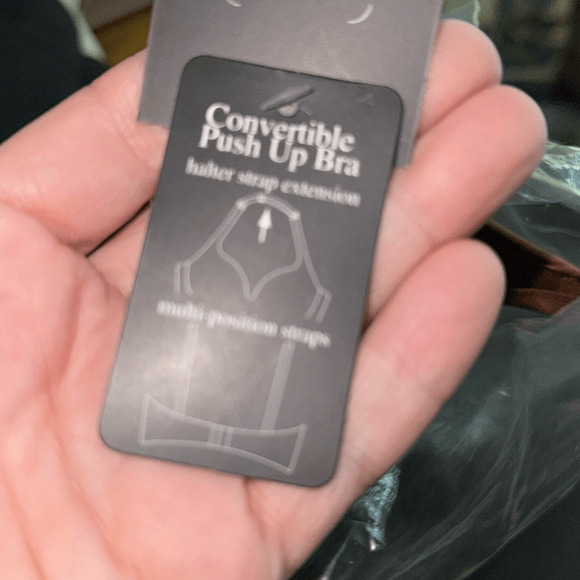 Convertible
Push Up Bra
halter strap extension
multi-position straps